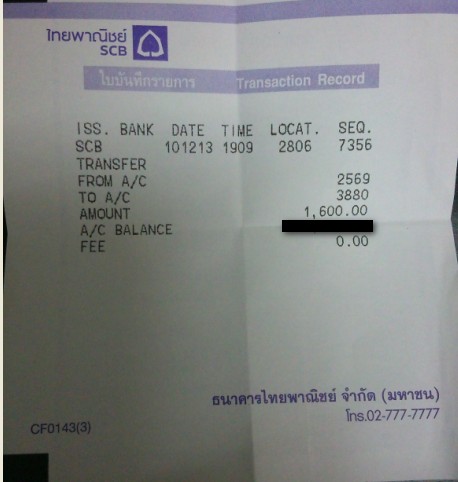 ไทยพาณิชย์
SCB
ใบบันทึกรายการ Transaction Record
ISS. BANK DATE TIME LOCAT. SEQ.
SCB 101213 1909 2806 7356
TRANSFER
FROM A/C 2569
TO A/C 3880
AMOUNT 1,600.00
A/C BALANCE
FEE 0.00
ธนาคารไทยพาณิชย์ จำกัด (มหาชน)
โทร.02-777-7777
CF0143(3)